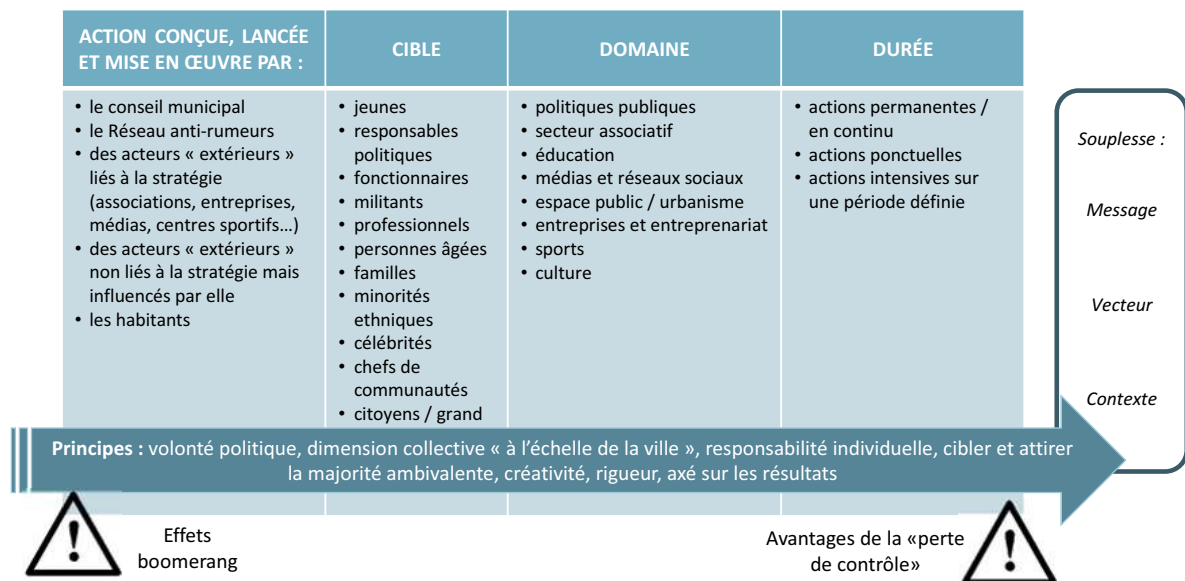 ACTION CONÇUE, LANCÉE
ET MISE EN ŒUVRE PAR :
• le conseil municipal
• le Réseau anti-rumeurs
• des acteurs « extérieurs »
liés à la stratégie
(associations, entreprises,
médias, centres sportifs…)
• des acteurs « extérieurs »
non liés à la stratégie mais
influencés par elle
• les habitants
CIBLE
• jeunes
• responsables
politiques
• fonctionnaires
• militants
• professionnels
• personnes âgées
• familles
• minorités
ethniques
• célébrités
• chefs de
communautés
• citoyens / grand
DOMAINE
• politiques publiques
• secteur associatif
• éducation
• médias et réseaux sociaux
• espace public / urbanisme
• entreprises et entreprenariat
• sports
• culture
DURÉE
• actions permanentes /
en continu
• actions ponctuelles
• actions intensives sur
une période définie
Souplesse :
Message
Vecteur
Contexte
Principes : volonté politique, dimension collective « à l’échelle de la ville », responsabilité individuelle, cibler et attirer
la majorité ambivalente, créativité, rigueur, axé sur les résultats
Effets
boomerang
Avantages de la «perte
de contrôle»